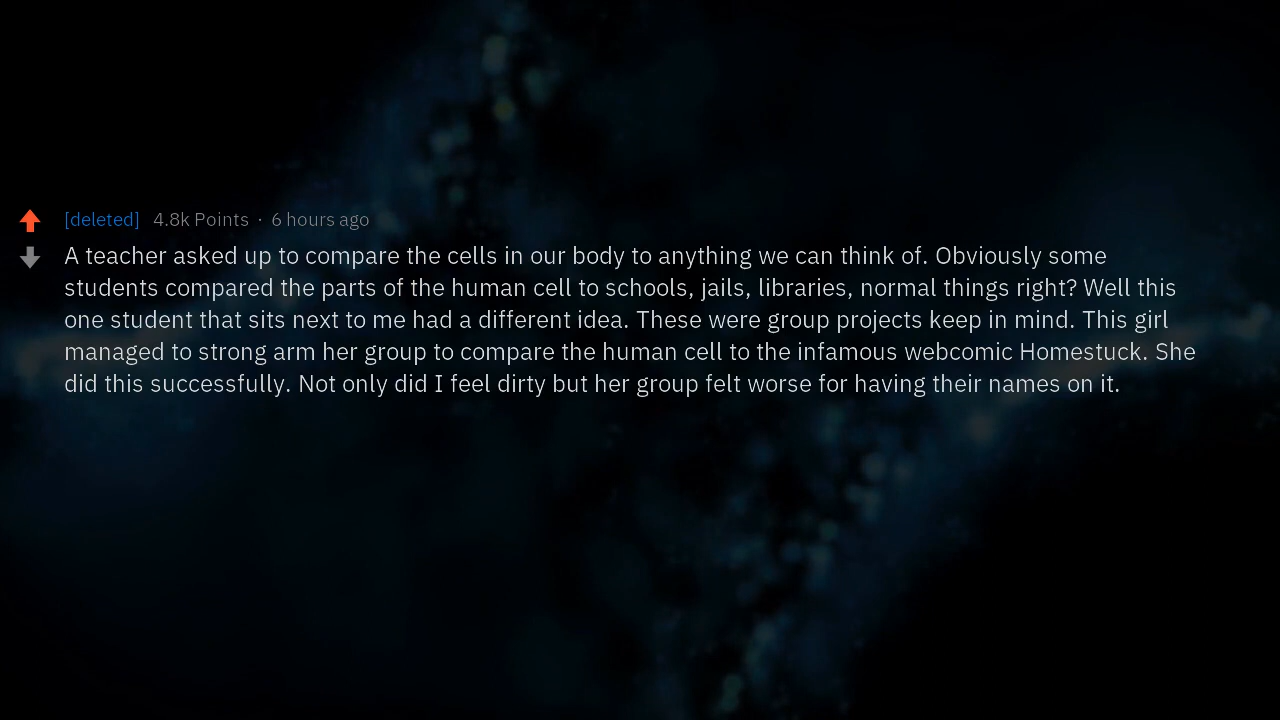 [deleted] 4.8k Points · 6 hours ago
A teacher asked up to compare the cells in our body to anything we can think of. Obviously some
students compared the parts of the human cell to schools, jails, libraries, normal things right? Well this
one student that sits next to me had a different idea. These were group projects keep in mind. This girl
managed to strong arm her group to compare the human cell to the infamous webcomic Homestuck. She
did this successfully. Not only did I feel dirty but her group felt worse for having their names on it.